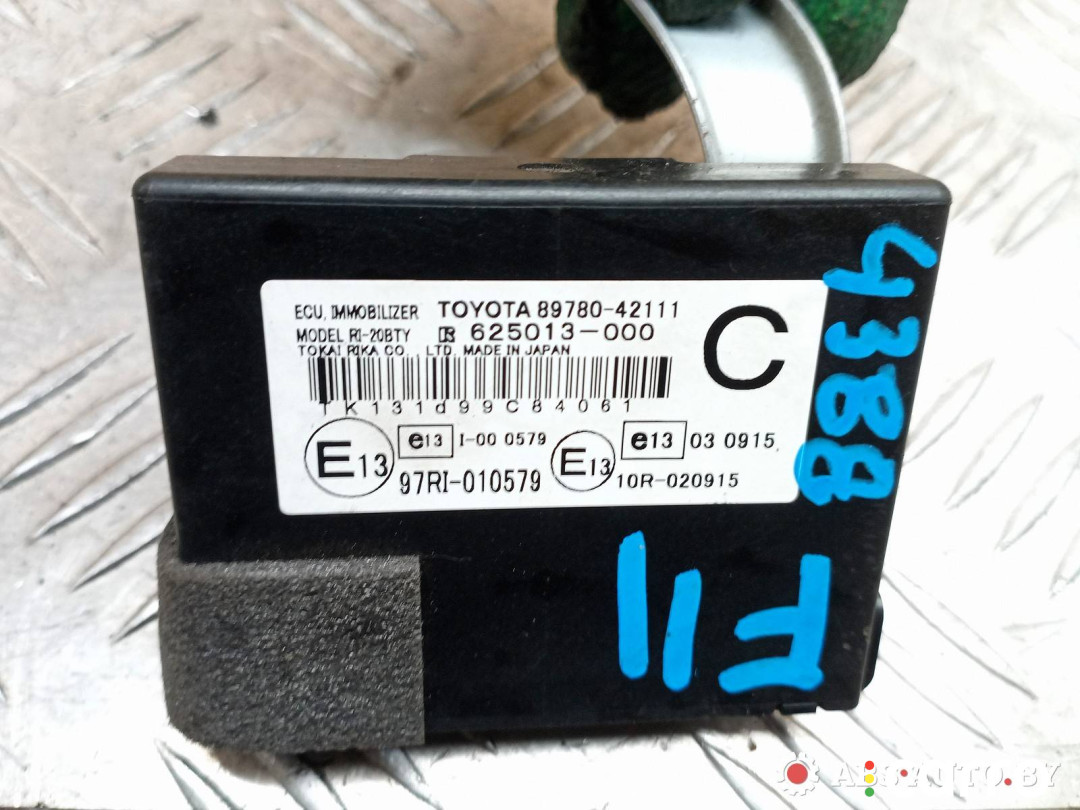 ECU, IMMOBILIZER TOYOTA 89780-42111
MODEL RI-20BTY 625013-000
TOKAI RIKA CO., LTD. MADE IN JAPAN
C
TK131d99C84061
E13 e13 I-00 0579
97RI-010579
E13 e13 03 0915
10R-020915
4388
F11
ABSAUTO.BY